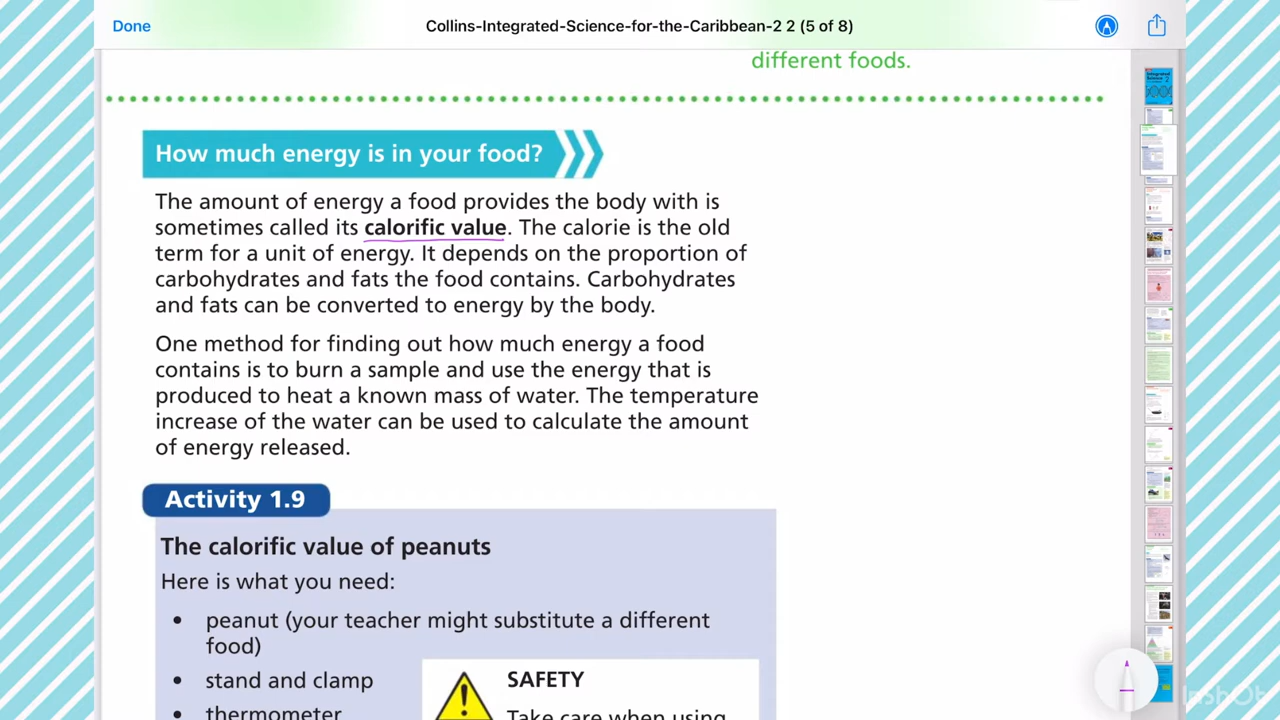 Done
Collins-Integrated-Science-for-the-Caribbean-2 2 (5 of 8)
different foods.
How much energy is in your food?
The amount of energy a food provides the body with is
sometimes called its calorific value. The calorie is the old
term for a unit of energy. It depends on the proportion of
carbohydrates and fats the food contains. Carbohydrates
and fats can be converted to energy by the body.
One method for finding out how much energy a food
contains is to burn a sample and use the energy that is
produced to heat a known mass of water. The temperature
increase of the water can be used to calculate the amount
of energy released.
Activity 1.9
The calorific value of peanuts
Here is what you need:
• peanut (your teacher might substitute a different
food)
• stand and clamp
• thermometer
SAFETY
Take care when using
InShOt